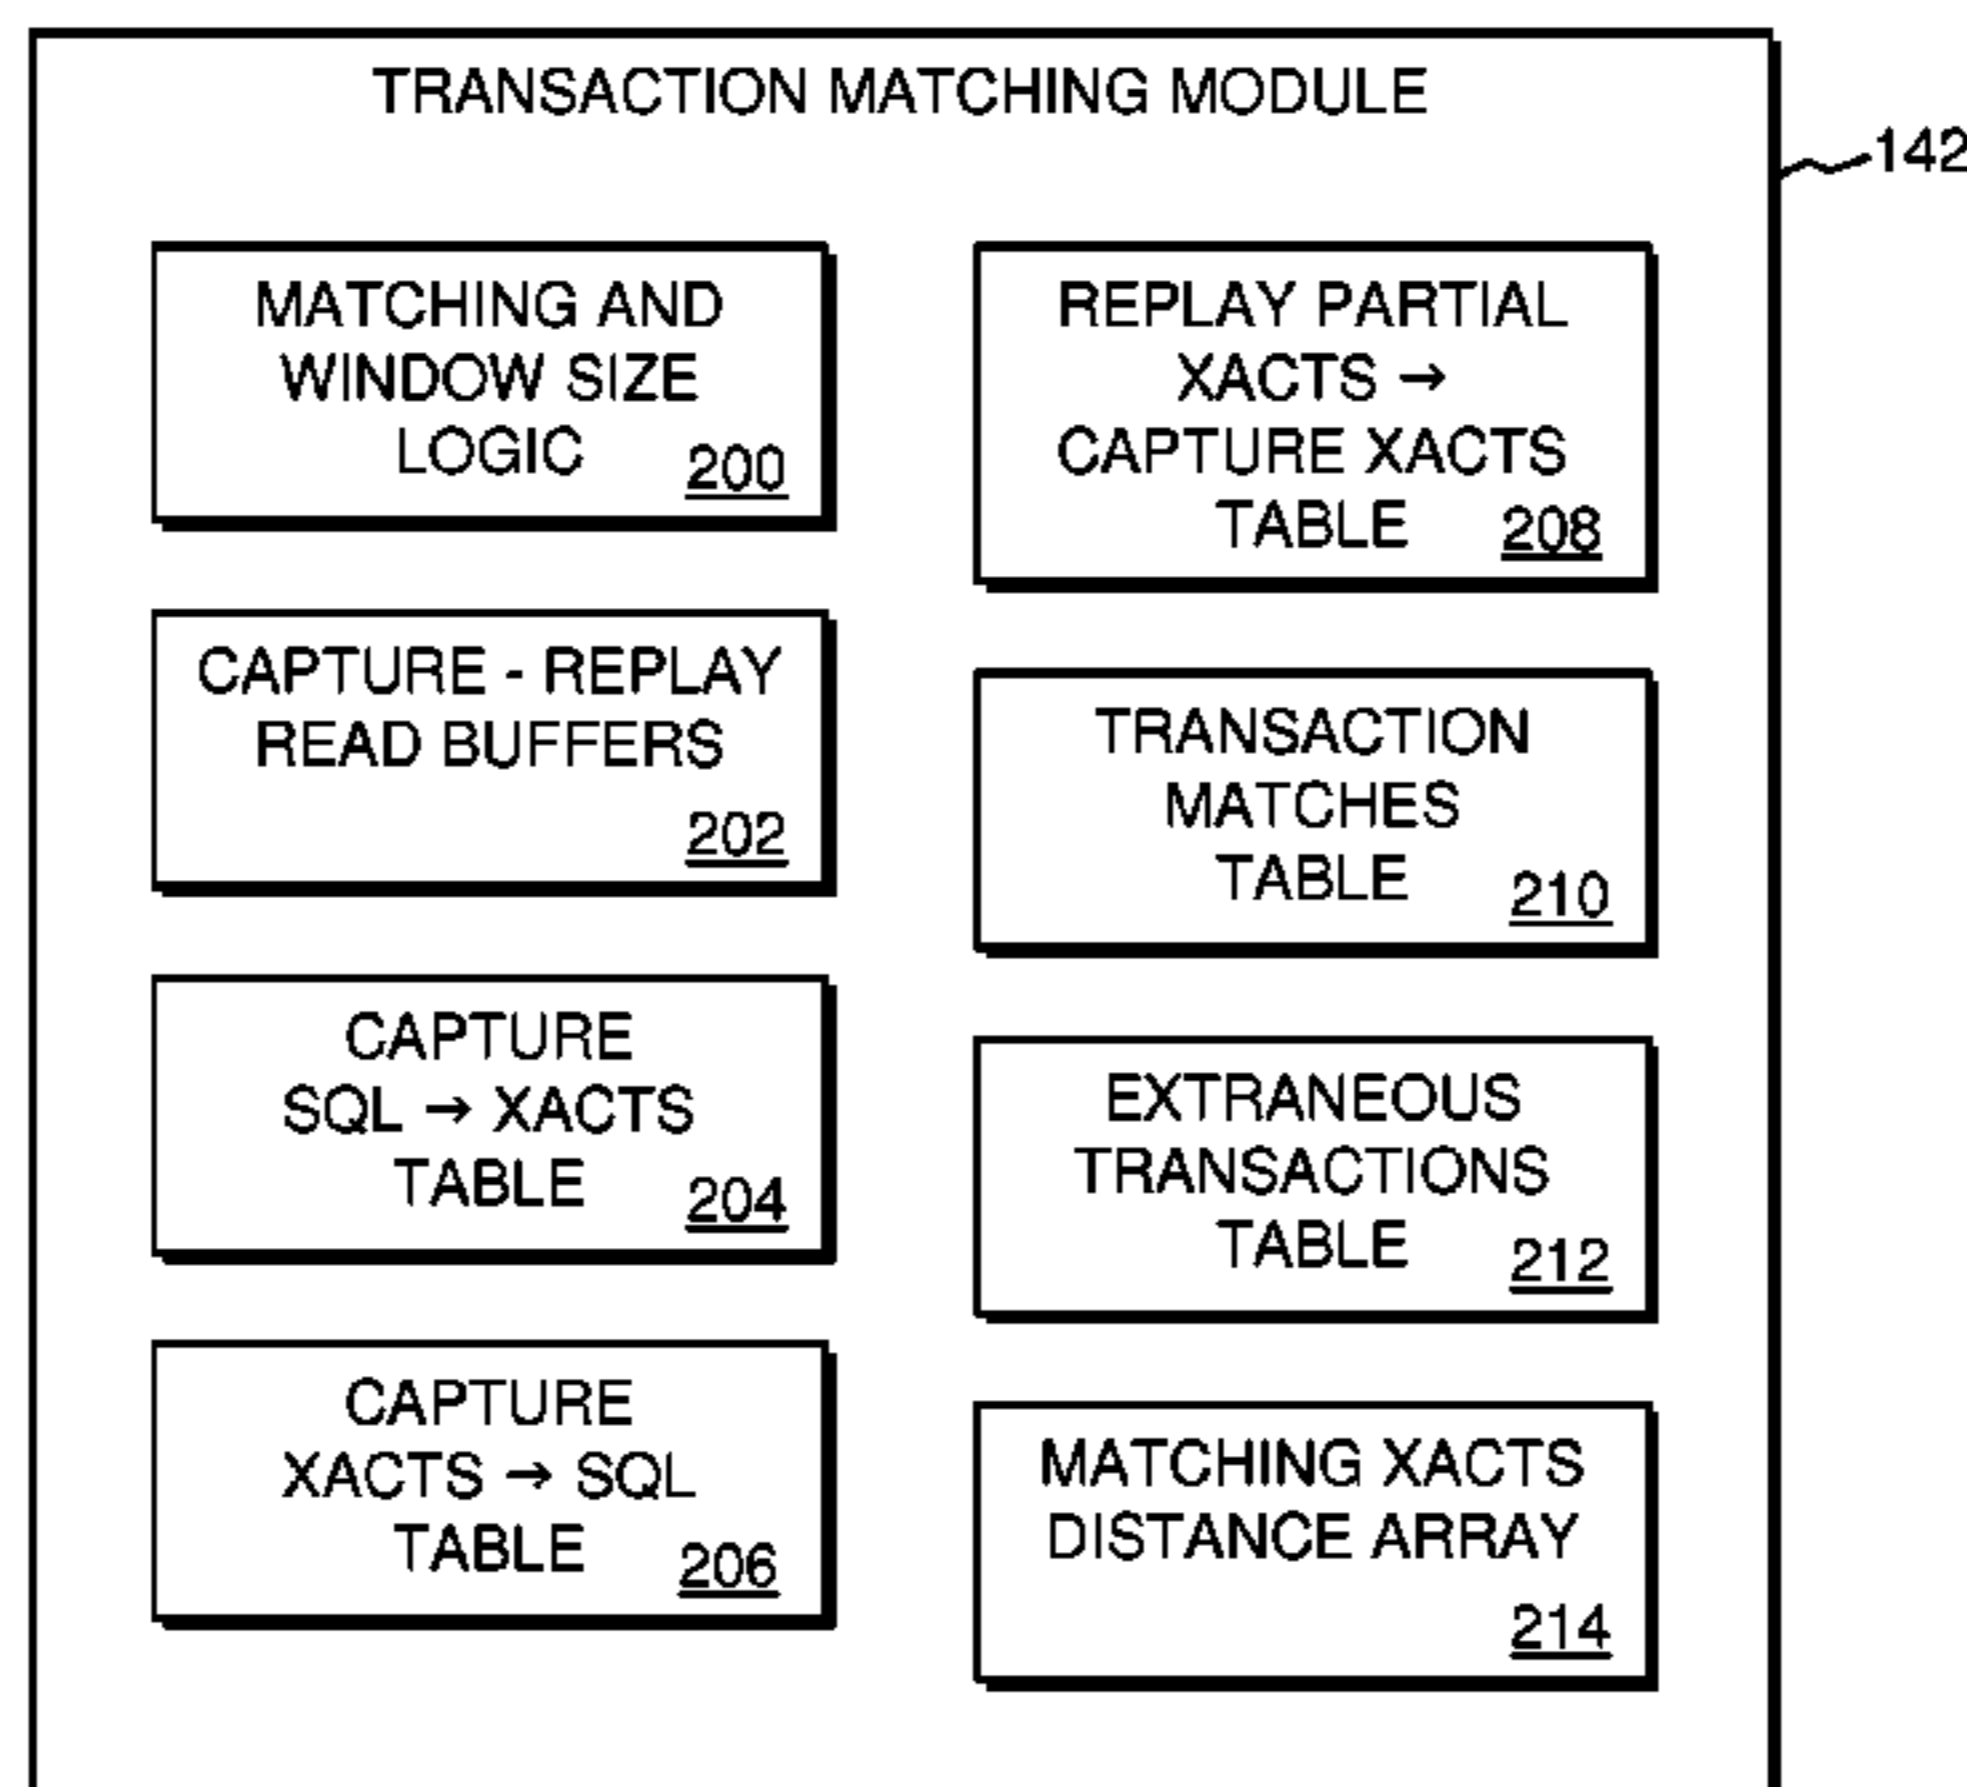 TRANSACTION MATCHING MODULE
142
MATCHING AND
WINDOW SIZE
LOGIC 200
CAPTURE - REPLAY
READ BUFFERS
202
CAPTURE
SQL → XACTS
TABLE 204
CAPTURE
XACTS → SQL
TABLE 206
REPLAY PARTIAL
XACTS →
CAPTURE XACTS
TABLE 208
TRANSACTION
MATCHES
TABLE 210
EXTRANEOUS
TRANSACTIONS
TABLE 212
MATCHING XACTS
DISTANCE ARRAY
214